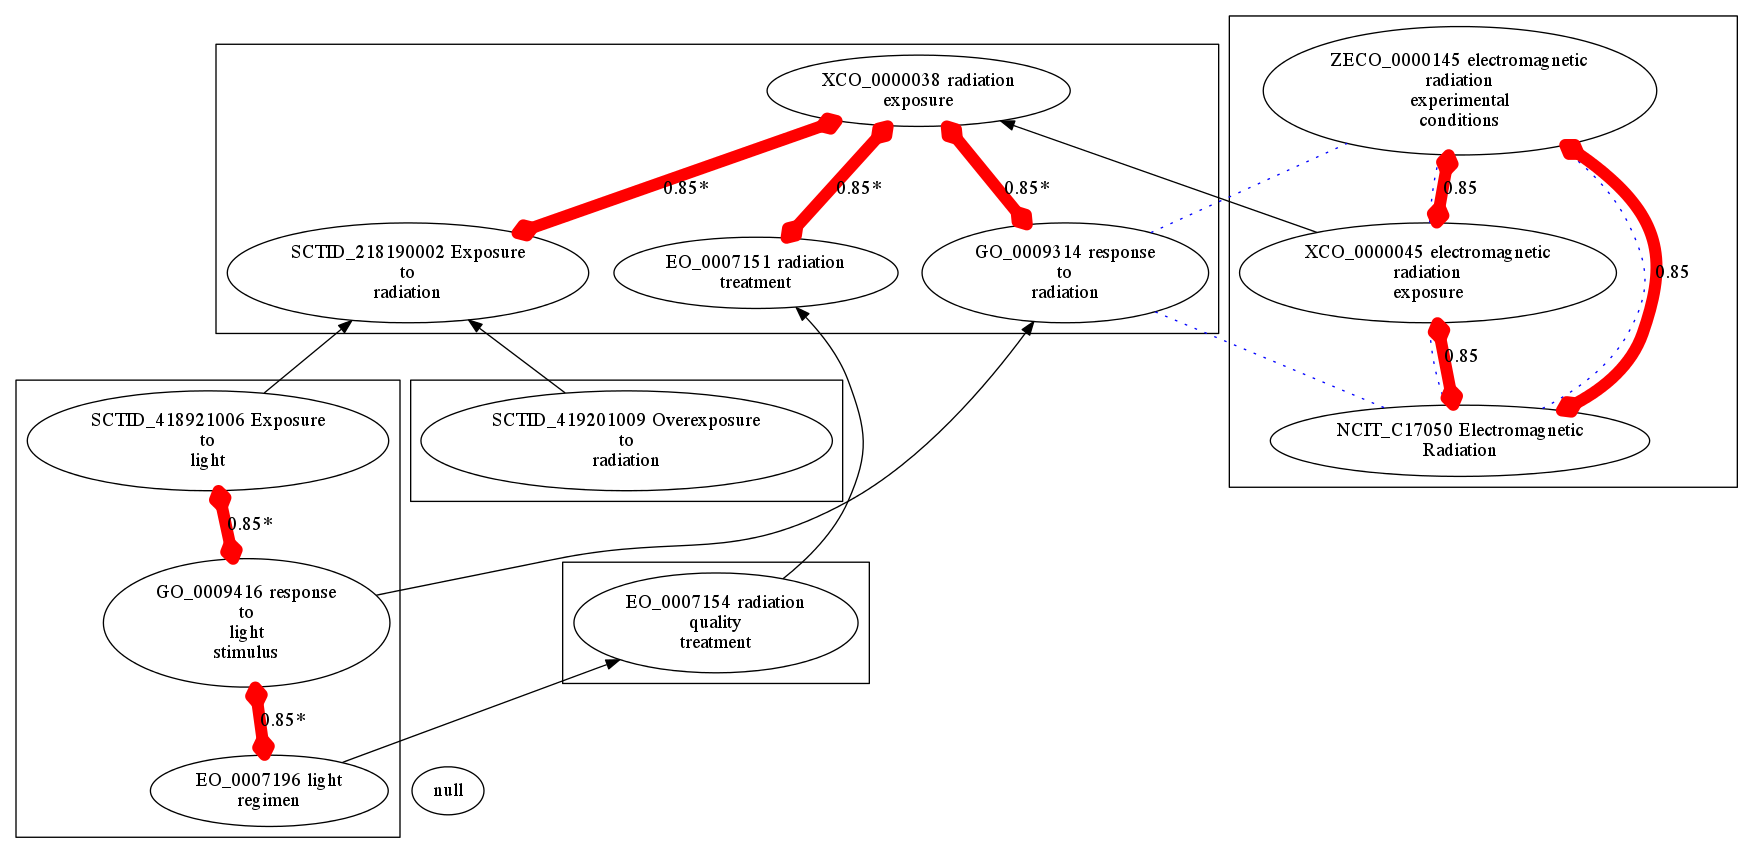 XCO_0000038 radiation
exposure
ZECO_0000145 electromagnetic
radiation
experimental
conditions
0.85*
0.85*
0.85*
0.85
SCTID_218190002 Exposure
to
radiation
EO_0007151 radiation
treatment
GO_0009314 response
to
radiation
XCO_0000045 electromagnetic
radiation
exposure
0.85
0.85
SCTID_418921006 Exposure
to
light
SCTID_419201009 Overexposure
to
radiation
NCIT_C17050 Electromagnetic
Radiation
0.85*
GO_0009416 response
to
light
stimulus
EO_0007154 radiation
quality
treatment
0.85*
EO_0007196 light
regimen
null